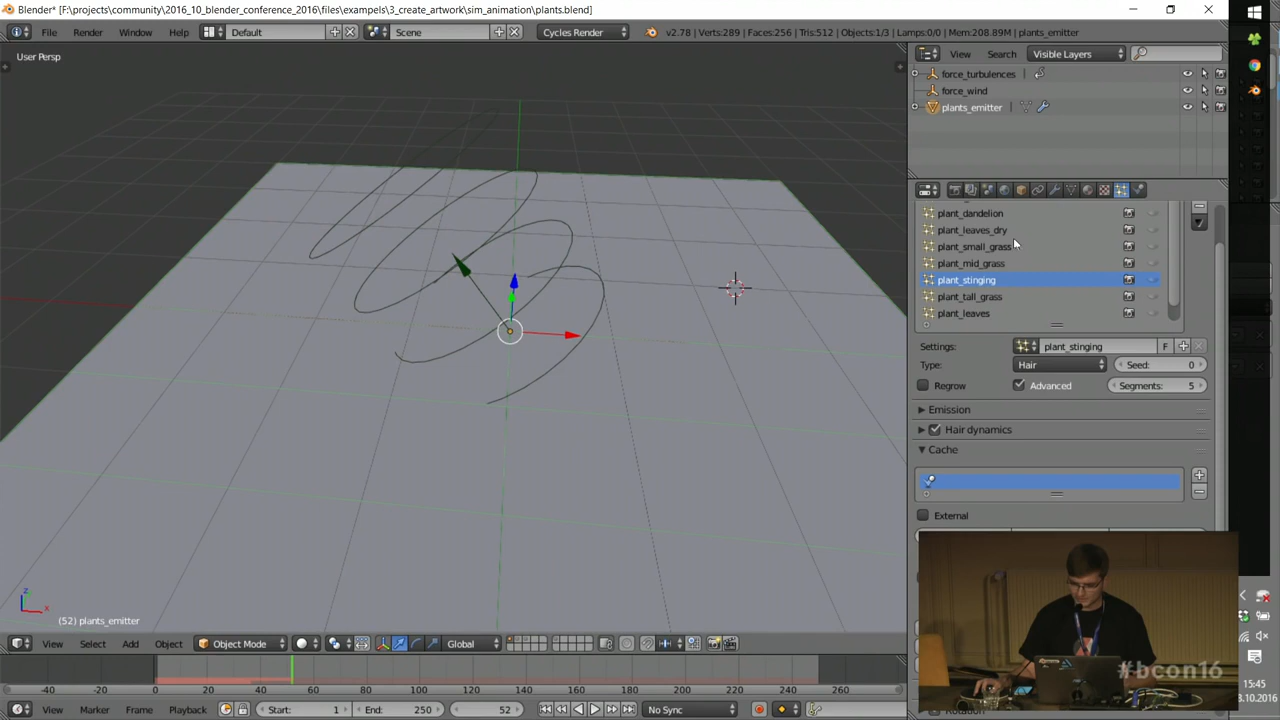 Blender* [F:\projects\community\2016_10_blender_conference_2016\files\exampels\3_create_artwork\sim_animation\plants.blend]
File Render Window Help Default Scene Cycles Render v2.78 | Verts:289 | Faces:256 | Tris:512 | Objects:1/3 | Lamps:0/0 | Mem:208.89M | plants_emitter
User Persp
View Search Visible Layers
force_turbulences
force_wind
plants_emitter
plant_dandelion
plant_leaves_dry
plant_small_grass
plant_mid_grass
plant_stinging
plant_tall_grass
plant_leaves
Settings: plant_stinging F
Type: Hair Seed: 0
Regrow Advanced Segments: 5
Emission
Hair dynamics
Cache
External
z
x
(52) plants_emitter
View Select Add Object Object Mode Global
-40 -20 0 20 40 60 80 100 120 140 160 180 200 220 240 260
View Marker Frame Playback Start: 1 End: 250 52 No Sync
#bcon16
15:45